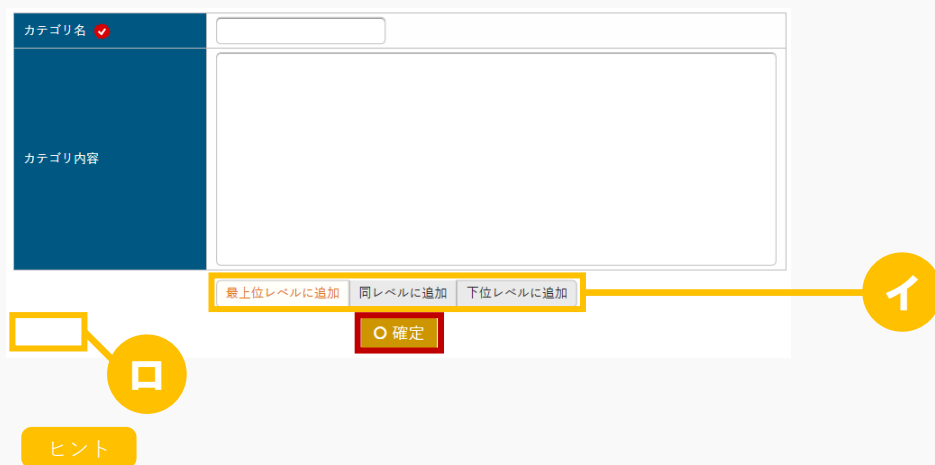 カテゴリ名
カテゴリ内容
最上位レベルに追加 同レベルに追加 下位レベルに追加
イ
確定
ロ
ヒント